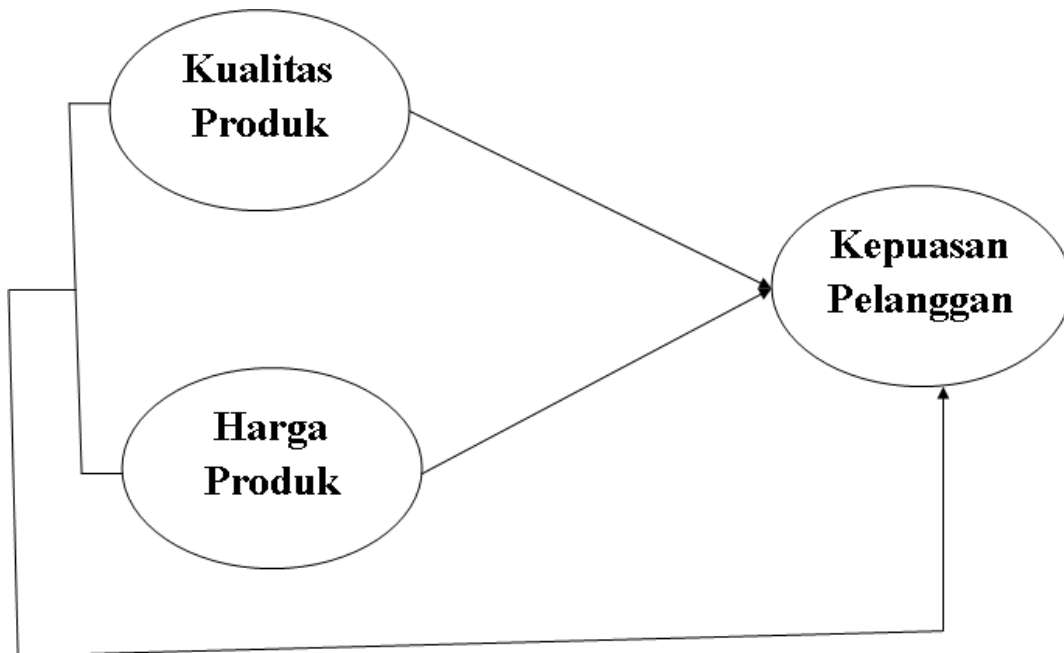 Kualitas
Produk
Kepuasan
Pelanggan
Harga
Produk